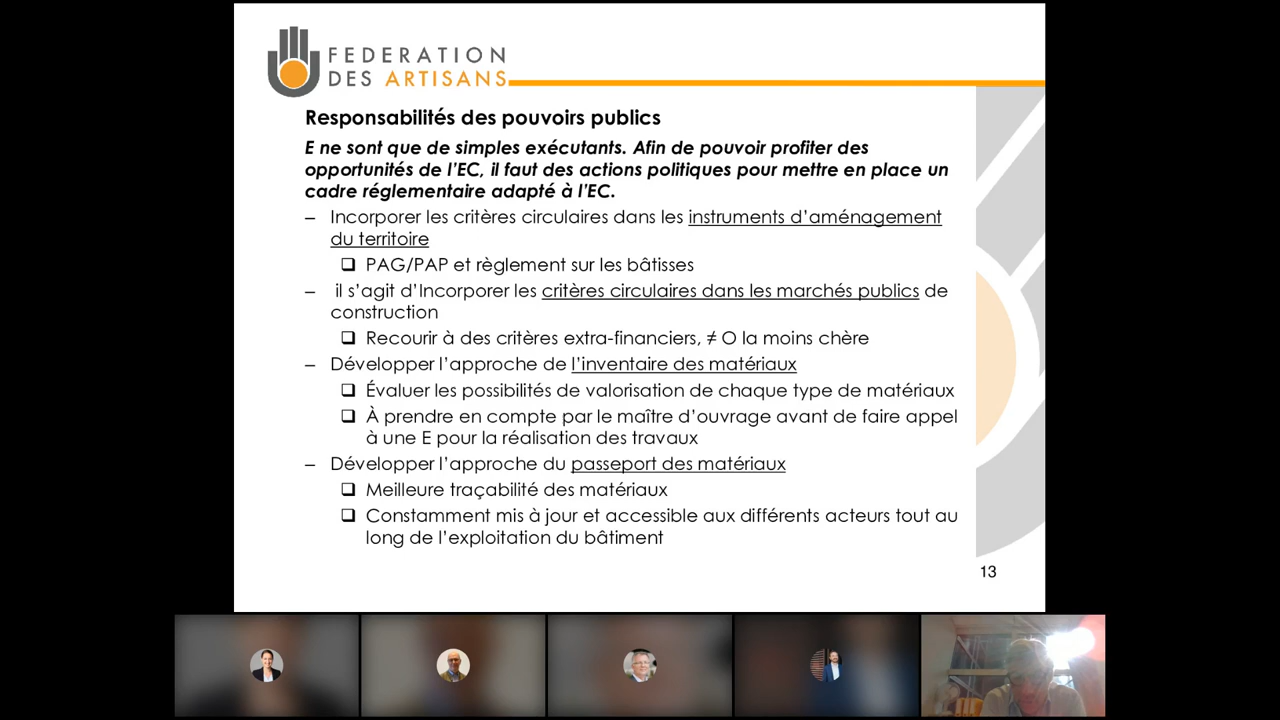 FEDERATION
DES ARTISANS
Responsabilités des pouvoirs publics
E ne sont que de simples exécutants. Afin de pouvoir profiter des
opportunités de l'EC, il faut des actions politiques pour mettre en place un
cadre réglementaire adapté à l'EC.
– Incorporer les critères circulaires dans les instruments d'aménagement
du territoire
❑ PAG/PAP et règlement sur les bâtisses
– il s'agit d'Incorporer les critères circulaires dans les marchés publics de
construction
❑ Recourir à des critères extra-financiers, ≠ O la moins chère
– Développer l'approche de l'inventaire des matériaux
❑ Évaluer les possibilités de valorisation de chaque type de matériaux
❑ À prendre en compte par le maître d'ouvrage avant de faire appel
à une E pour la réalisation des travaux
– Développer l'approche du passeport des matériaux
❑ Meilleure traçabilité des matériaux
❑ Constamment mis à jour et accessible aux différents acteurs tout au
long de l'exploitation du bâtiment
13